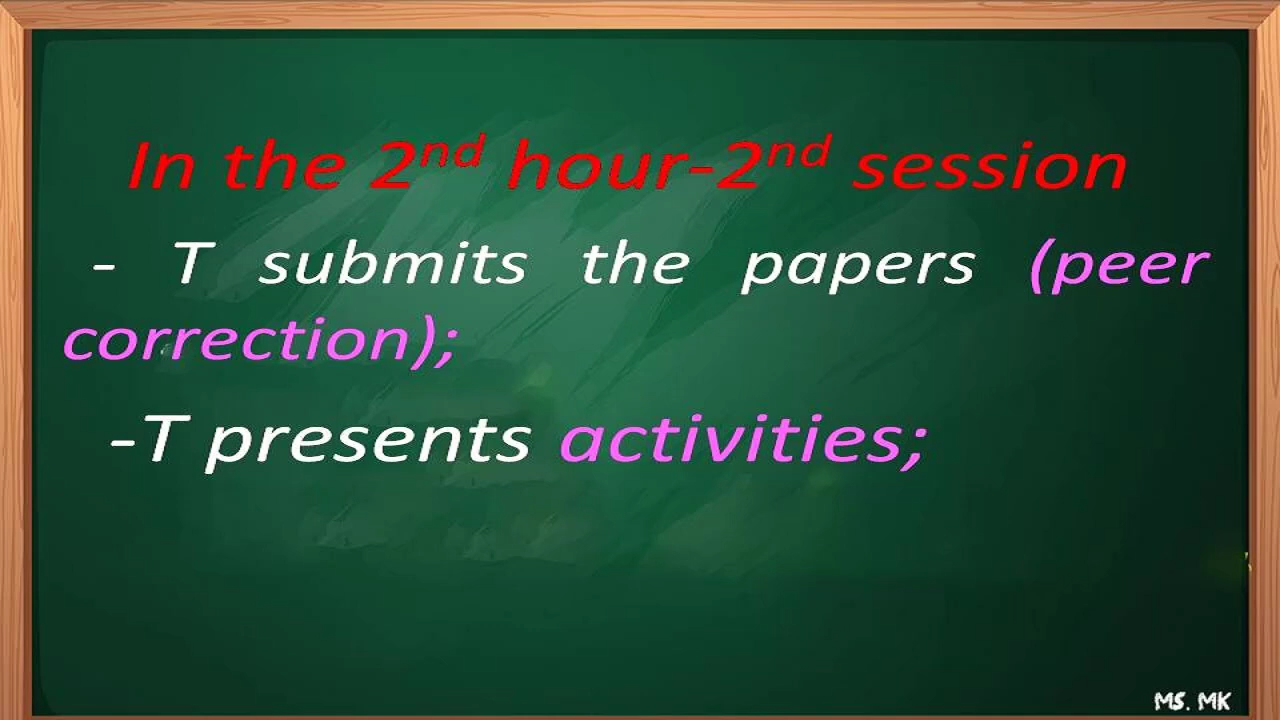 In the 2nd hour-2nd session
- T submits the papers (peer
correction);
-T presents activities;
MS. MK